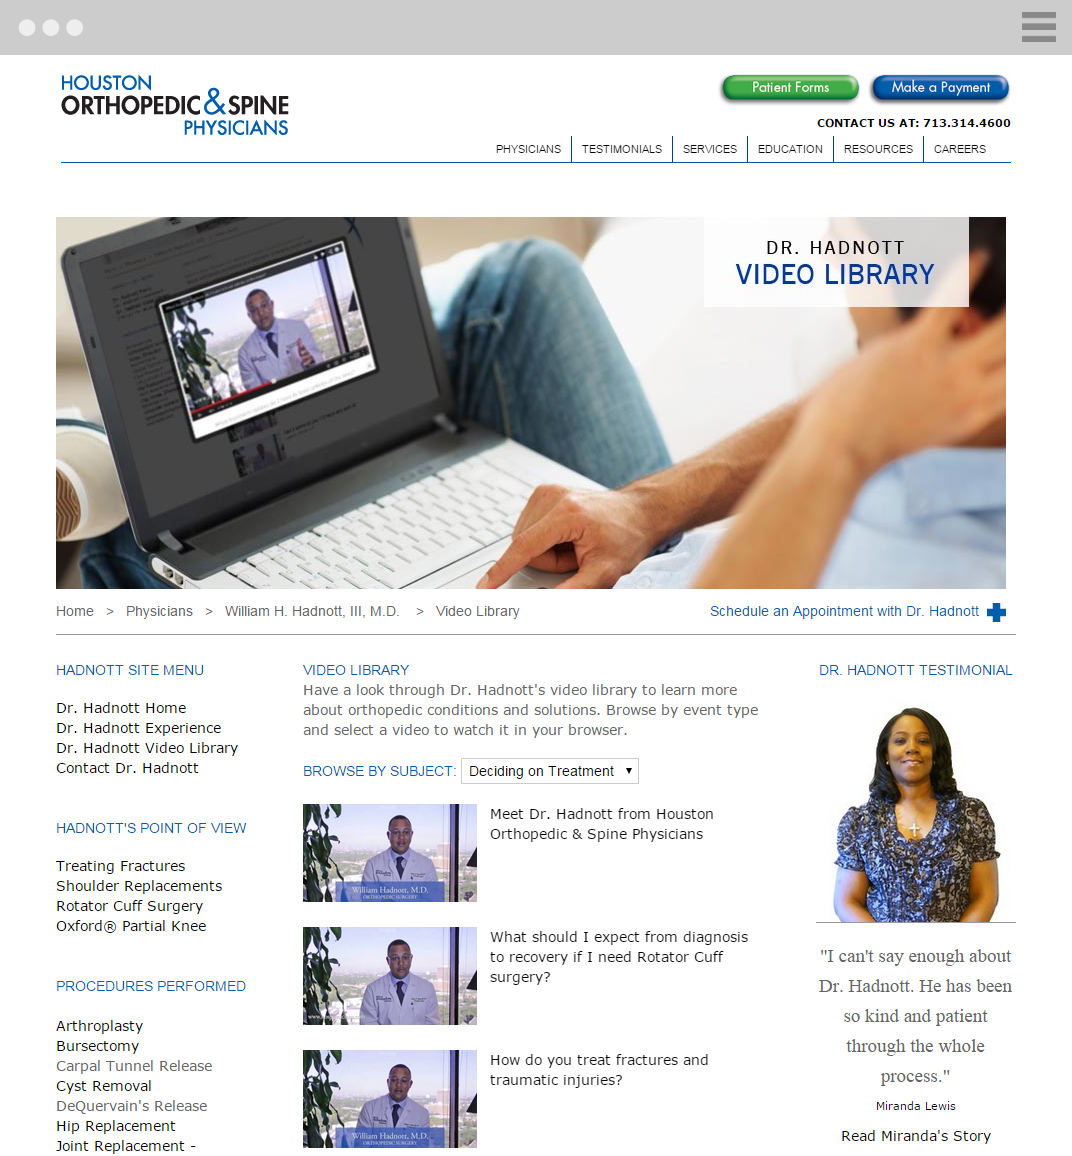 HOUSTON
ORTHOPEDIC & SPINE
PHYSICIANS
Patient Forms
Make a Payment
CONTACT US AT: 713.314.4600
PHYSICIANS
TESTIMONIALS
SERVICES
EDUCATION
RESOURCES
CAREERS
DR. HADNOTT
VIDEO LIBRARY
Home > Physicians > William H. Hadnott, III, M.D. > Video Library
Schedule an Appointment with Dr. Hadnott
HADNOTT SITE MENU
Dr. Hadnott Home
Dr. Hadnott Experience
Dr. Hadnott Video Library
Contact Dr. Hadnott
HADNOTT'S POINT OF VIEW
Treating Fractures
Shoulder Replacements
Rotator Cuff Surgery
Oxford® Partial Knee
PROCEDURES PERFORMED
Arthroplasty
Bursectomy
Carpal Tunnel Release
Cyst Removal
DeQuervain's Release
Hip Replacement
Joint Replacement -
VIDEO LIBRARY
Have a look through Dr. Hadnott's video library to learn more
about orthopedic conditions and solutions. Browse by event type
and select a video to watch it in your browser.
BROWSE BY SUBJECT: Deciding on Treatment
William Hadnott, M.D.
ORTHOPEDIC SURGERY
Meet Dr. Hadnott from Houston
Orthopedic & Spine Physicians
What should I expect from diagnosis
to recovery if I need Rotator Cuff
surgery?
William Hadnott, M.D.
ORTHOPEDIC SURGERY
How do you treat fractures and
traumatic injuries?
DR. HADNOTT TESTIMONIAL
"I can't say enough about
Dr. Hadnott. He has been
so kind and patient
through the whole
process."
Miranda Lewis
Read Miranda's Story